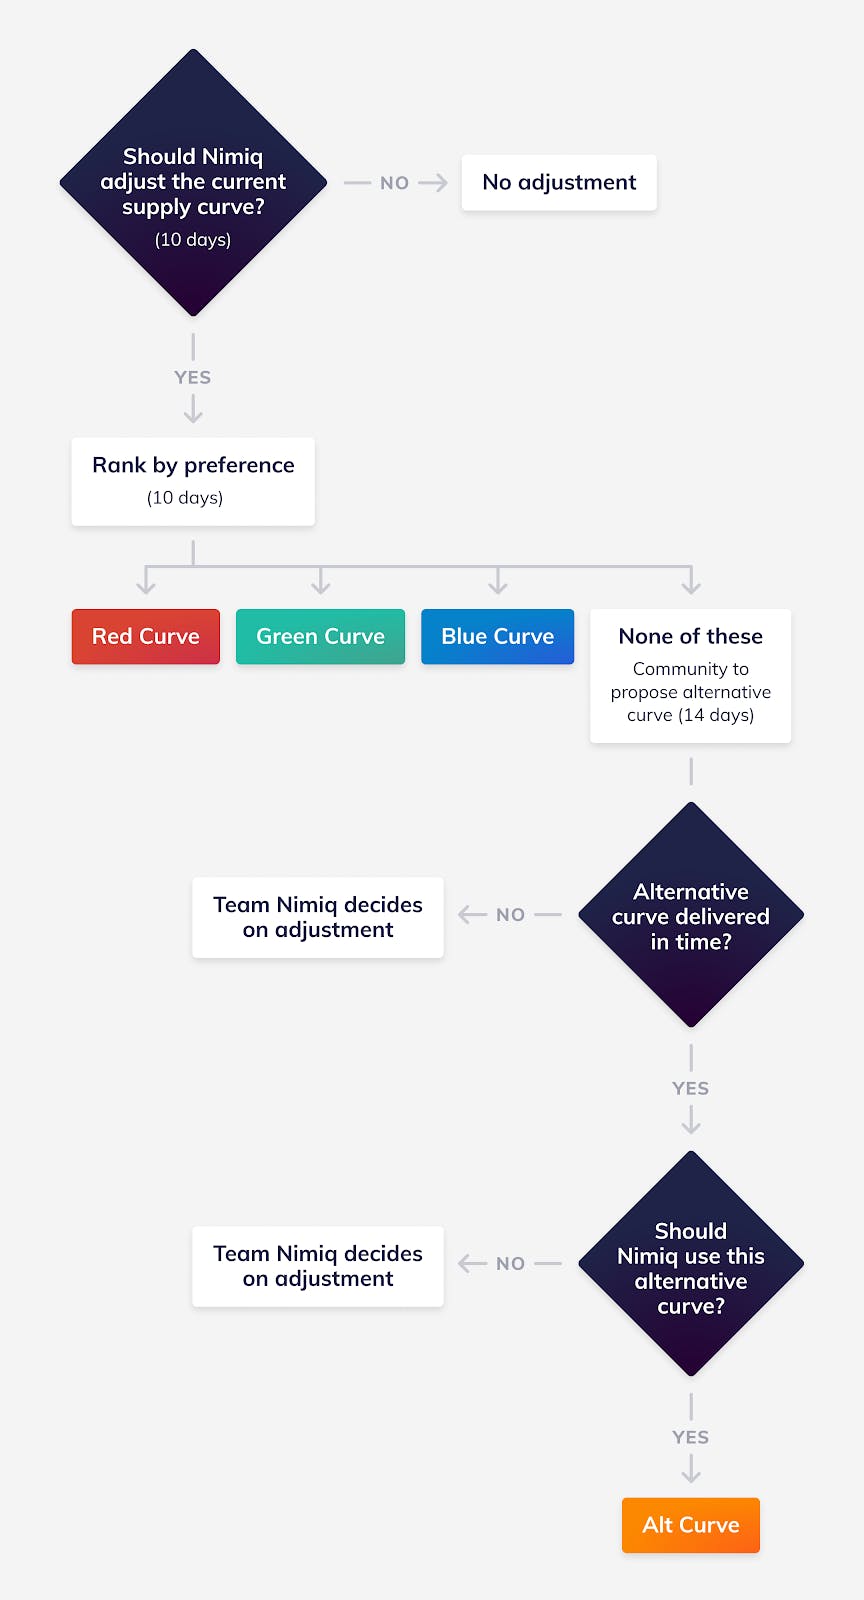 Should Nimiq
adjust the current
supply curve?
(10 days)
NO
No adjustment
YES
Rank by preference
(10 days)
Red Curve
Green Curve
Blue Curve
None of these
Community to
propose alternative
curve (14 days)
Alternative
curve delivered
in time?
NO
Team Nimiq decides
on adjustment
YES
Should
Nimiq use this
alternative
curve?
NO
Team Nimiq decides
on adjustment
YES
Alt Curve